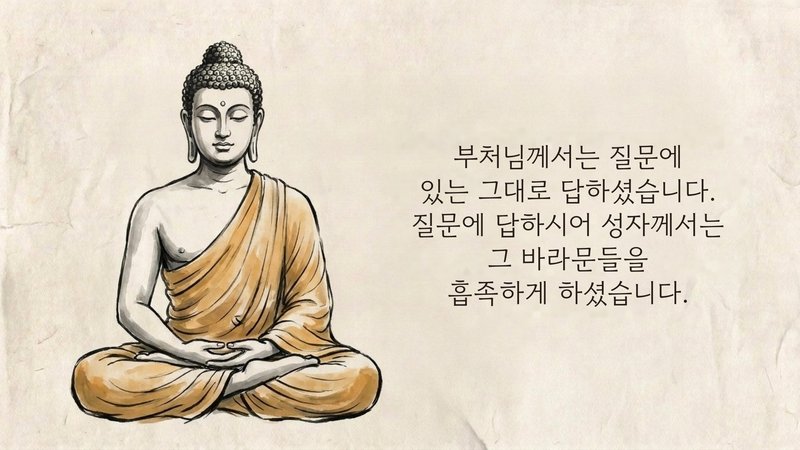 부처님께서는 질문에
있는 그대로 답하셨습니다.
질문에 답하시어 성자께서는
그 바라문들을
흡족하게 하셨습니다.